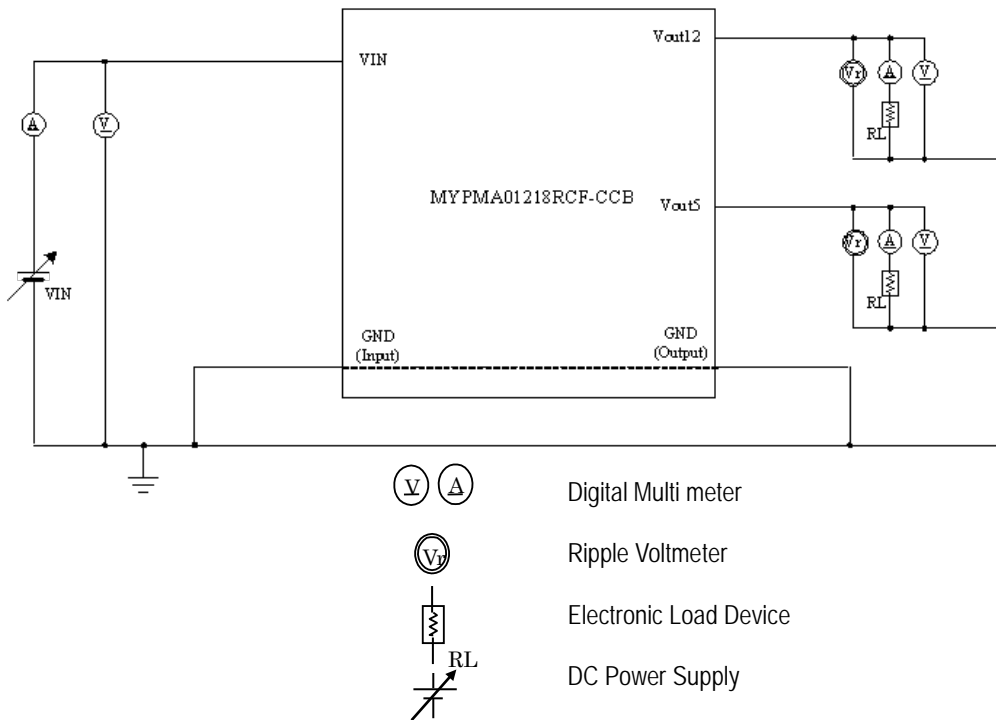 Vout12
VIN
Vr A V
A V
RL
MYPMA01218RCF-CCB
Vout5
Vr A V
RL
VIN
GND
(Input)
GND
(Output)
V A Digital Multi meter
Vr Ripple Voltmeter
Electronic Load Device
RL
DC Power Supply